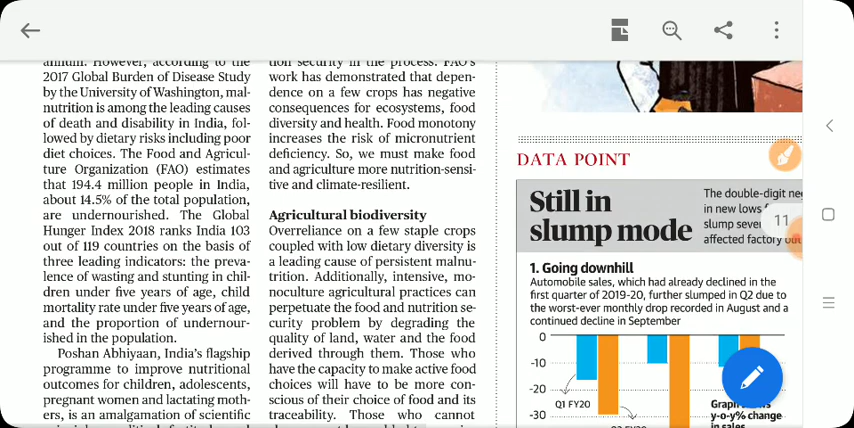 annum. However, according to the
2017 Global Burden of Disease Study
by the University of Washington, mal-
nutrition is among the leading causes
of death and disability in India, fol-
lowed by dietary risks including poor
diet choices. The Food and Agricul-
ture Organization (FAO) estimates
that 194.4 million people in India,
about 14.5% of the total population,
are undernourished. The Global
Hunger Index 2018 ranks India 103
out of 119 countries on the basis of
three leading indicators: the preva-
lence of wasting and stunting in chil-
dren under five years of age, child
mortality rate under five years of age,
and the proportion of undernour-
ished in the population.
Poshan Abhiyaan, India's flagship
programme to improve nutritional
outcomes for children, adolescents,
pregnant women and lactating moth-
ers, is an amalgamation of scientific
tion security in the process. FAO's
work has demonstrated that depen-
dence on a few crops has negative
consequences for ecosystems, food
diversity and health. Food monotony
increases the risk of micronutrient
deficiency. So, we must make food
and agriculture more nutrition-sensi-
tive and climate-resilient.
Agricultural biodiversity
Overreliance on a few staple crops
coupled with low dietary diversity is
a leading cause of persistent malnu-
trition. Additionally, intensive, mo-
noculture agricultural practices can
perpetuate the food and nutrition se-
curity problem by degrading the
quality of land, water and the food
derived through them. Those who
have the capacity to make active food
choices will have to be more con-
scious of their choice of food and its
traceability. Those who cannot
DATA POINT
Still in
slump mode
The double-digit
in new lows
slump
affected factory
11
1. Going downhill
Automobile sales, which had already declined in the
first quarter of 2019-20, further slumped in Q2 due to
the worst-ever monthly drop recorded in August and a
continued decline in September
0
-10
-20
-30
Q1 FY20
y-o-y% change
in sales